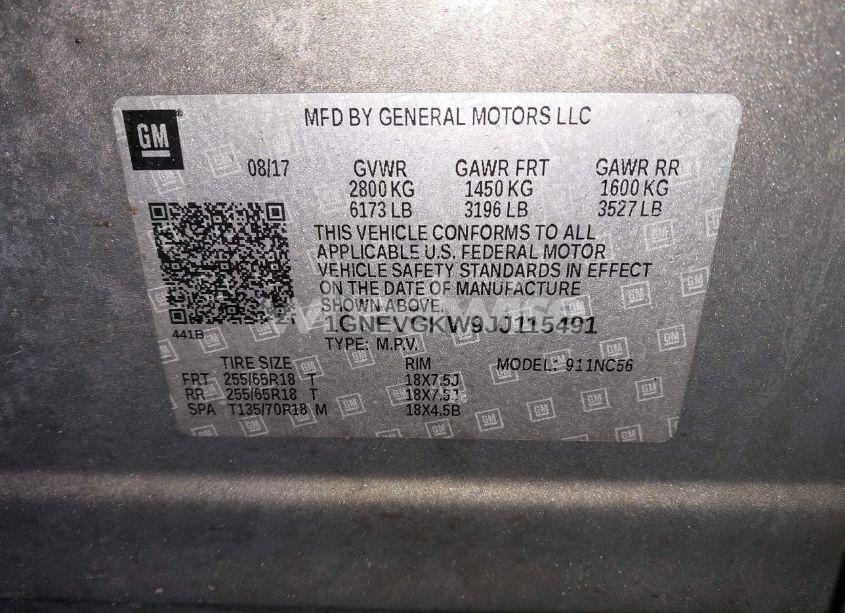 GM
MFD BY GENERAL MOTORS LLC
08/17 GVWR GAWR FRT GAWR RR
2800 KG 1450 KG 1600 KG
6173 LB 3196 LB 3527 LB
THIS VEHICLE CONFORMS TO ALL
APPLICABLE U.S. FEDERAL MOTOR
VEHICLE SAFETY STANDARDS IN EFFECT
ON THE DATE OF MANUFACTURE
SHOWN ABOVE.
1GNEVGKW9JJ115491
441B
TYPE: M.P.V.
TIRE SIZE RIM MODEL: 911NC56
FRT 255/65R18 T 18X7.5J
RR 255/65R18 T 18X7.5J
SPA T135/70R18 M 18X4.5B